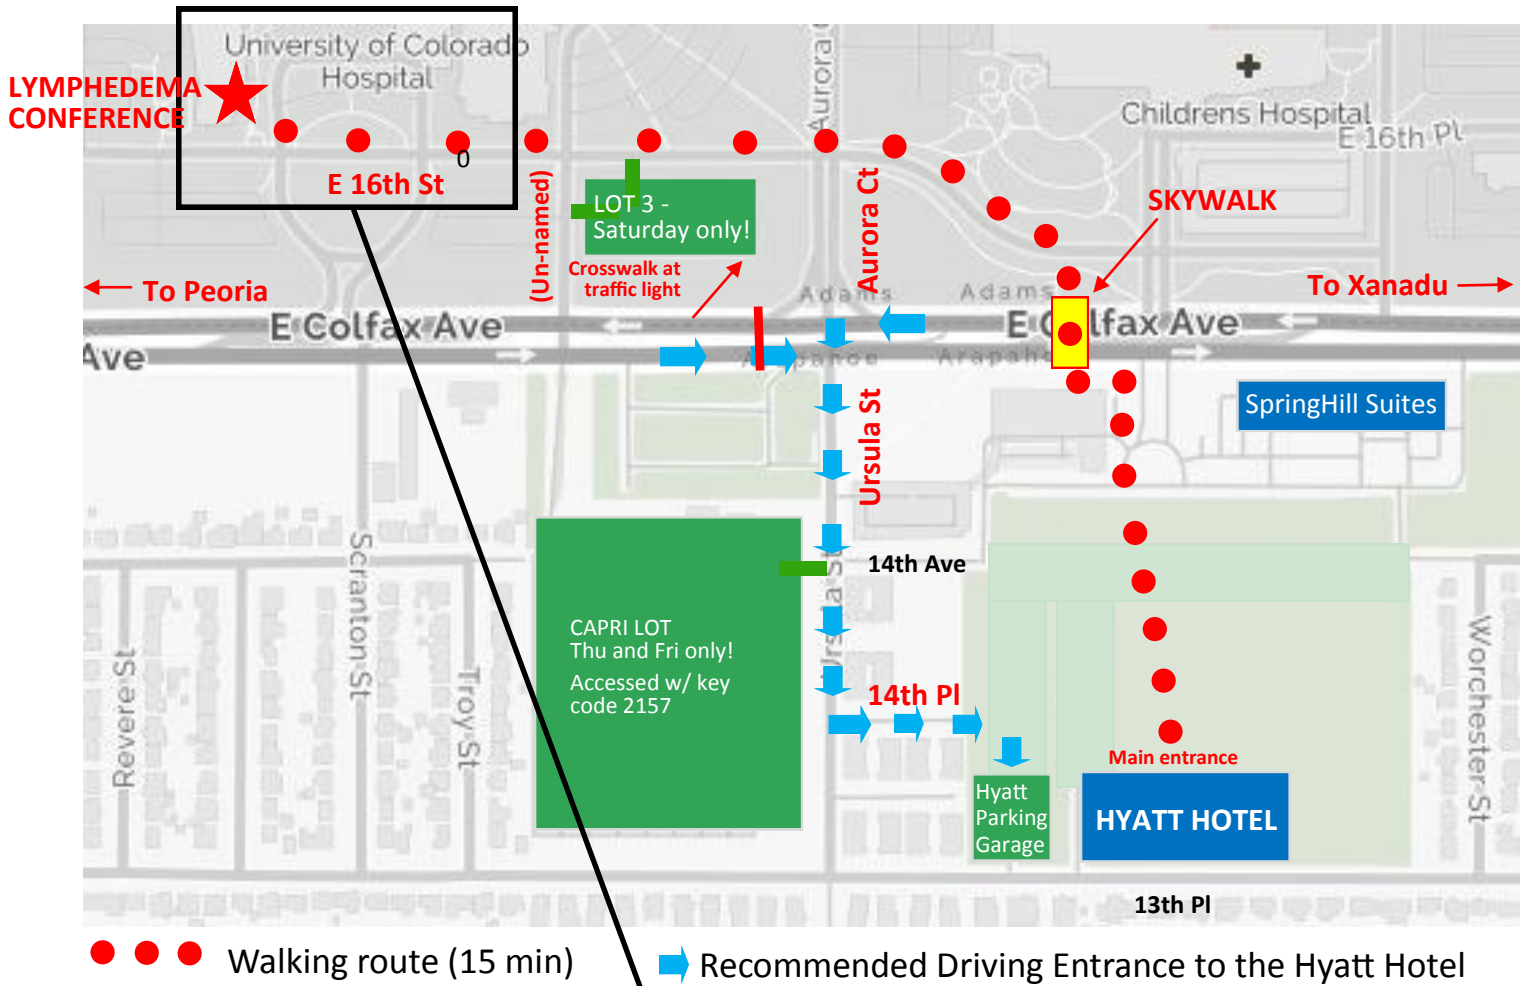 University of Colorado
Hospital
Aurora C
LYMPHEDEMA
CONFERENCE
Childrens Hospital
E 16th Pl
0
E 16th St
(Un-named)
LOT 3 -
Saturday only!
Aurora Ct
SKYWALK
Crosswalk at
traffic light
To Peoria
To Xanadu
Adams
Adams
E Colfax Ave
E Colfax Ave
Ave
Arapahoe
Arapaho
Ursula St
SpringHill Suites
14th Ave
Scranton St
Ursula St
CAPRI LOT
Thu and Fri only!
Accessed w/ key
code 2157
Revere St
Troy St
Worchester St
14th Pl
Main entrance
Hyatt
Parking
Garage
HYATT HOTEL
13th Pl
Walking route (15 min)
Recommended Driving Entrance to the Hyatt Hotel